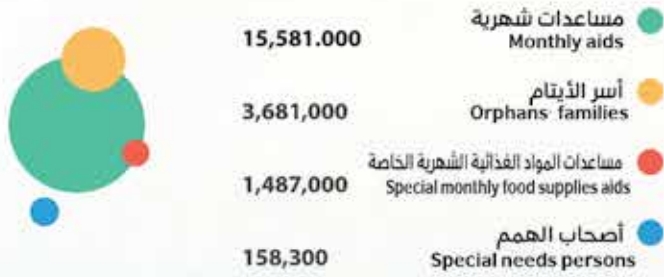 مساعدات شهرية
Monthly aids
15,581.000
أسر الأيتام
Orphans families
3,681,000
مساعدات المواد الغذائية الشهرية الخاصة
Special monthly food supplies aids
1,487,000
أصحاب الهمم
Special needs persons
158,300